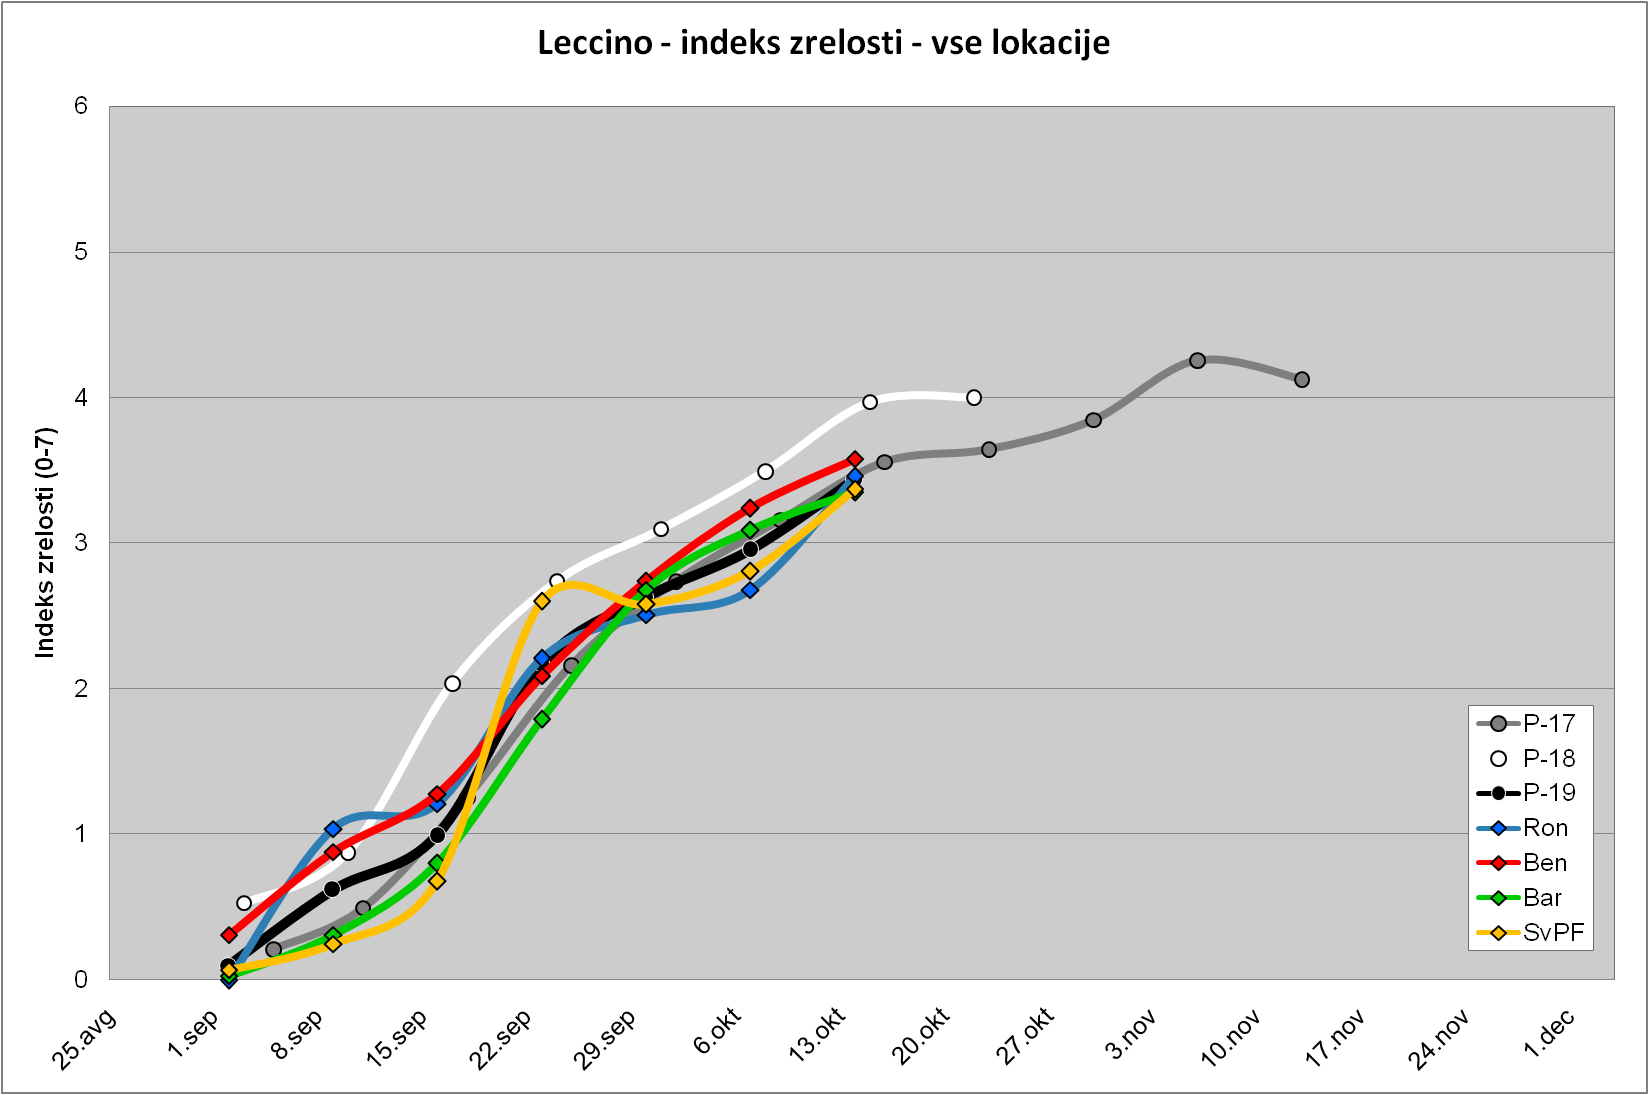 Leccino - indeks zrelosti - vse lokacije
Indeks zrelosti (0-7)
6
5
4
3
2
1
0
25.avg
1.sep
8.sep
15.sep
22.sep
29.sep
6.okt
13.okt
20.okt
27.okt
3.nov
10.nov
17.nov
24.nov
1.dec
P-17
P-18
P-19
Ron
Ben
Bar
SvPF